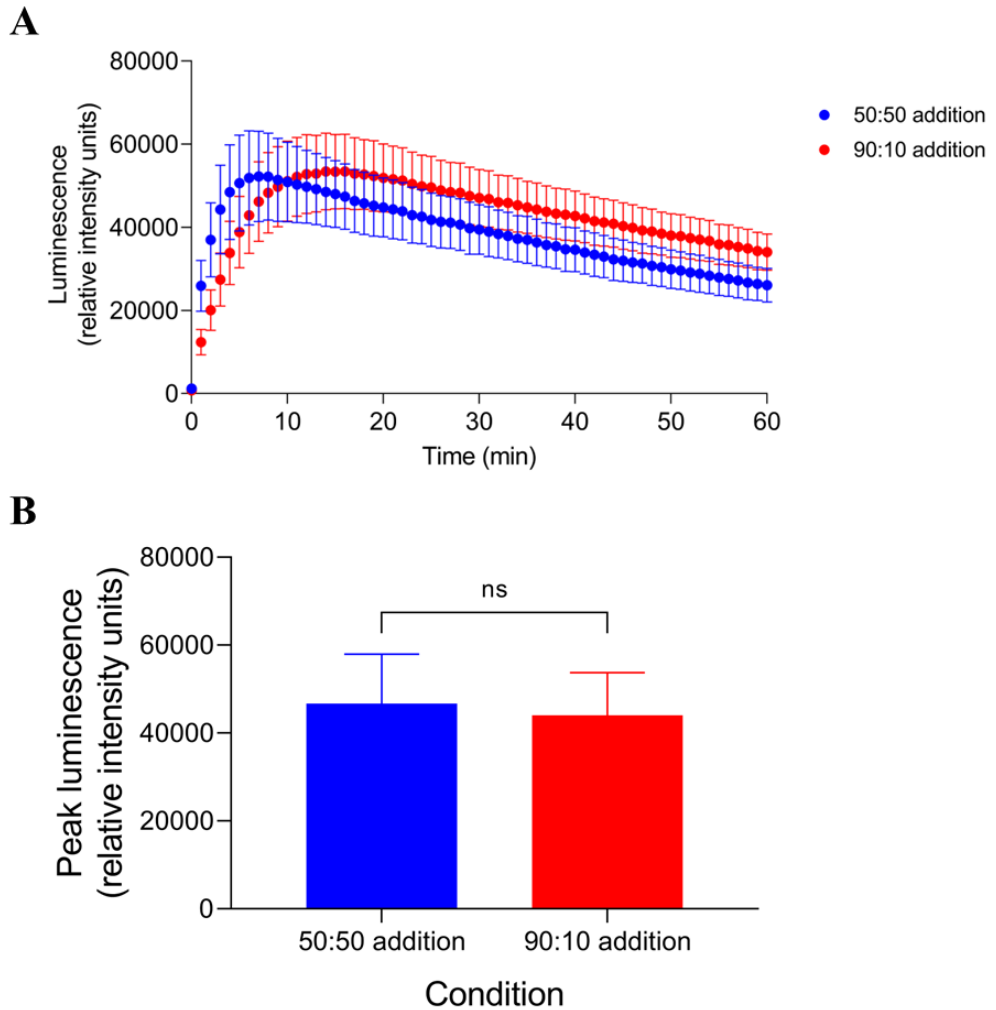 A
80000
60000
40000
20000
0
Luminescence
(relative intensity units)
0 10 20 30 40 50 60
Time (min)
50:50 addition
90:10 addition
B
80000
60000
40000
20000
0
Peak luminescence
(relative intensity units)
ns
50:50 addition 90:10 addition
Condition